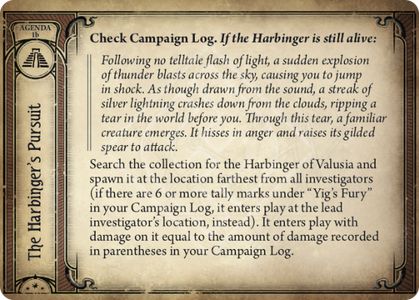 AGENDA
1b
The Harbinger's Pursuit
Check Campaign Log. If the Harbinger is still alive:
Following no telltale flash of light, a sudden explosion
of thunder blasts across the sky, causing you to jump
in shock. As though drawn from the sound, a streak of
silver lightning crashes down from the clouds, ripping a
tear in the world before you. Through this tear, a familiar
creature emerges. It hisses in anger and raises its gilded
spear to attack.
Search the collection for the Harbinger of Valusia and
spawn it at the location farthest from all investigators
(if there are 6 or more tally marks under “Yig's Fury”
in your Campaign Log, it enters play at the lead
investigator's location, instead). It enters play with
damage on it equal to the amount of damage recorded
in parentheses in your Campaign Log.